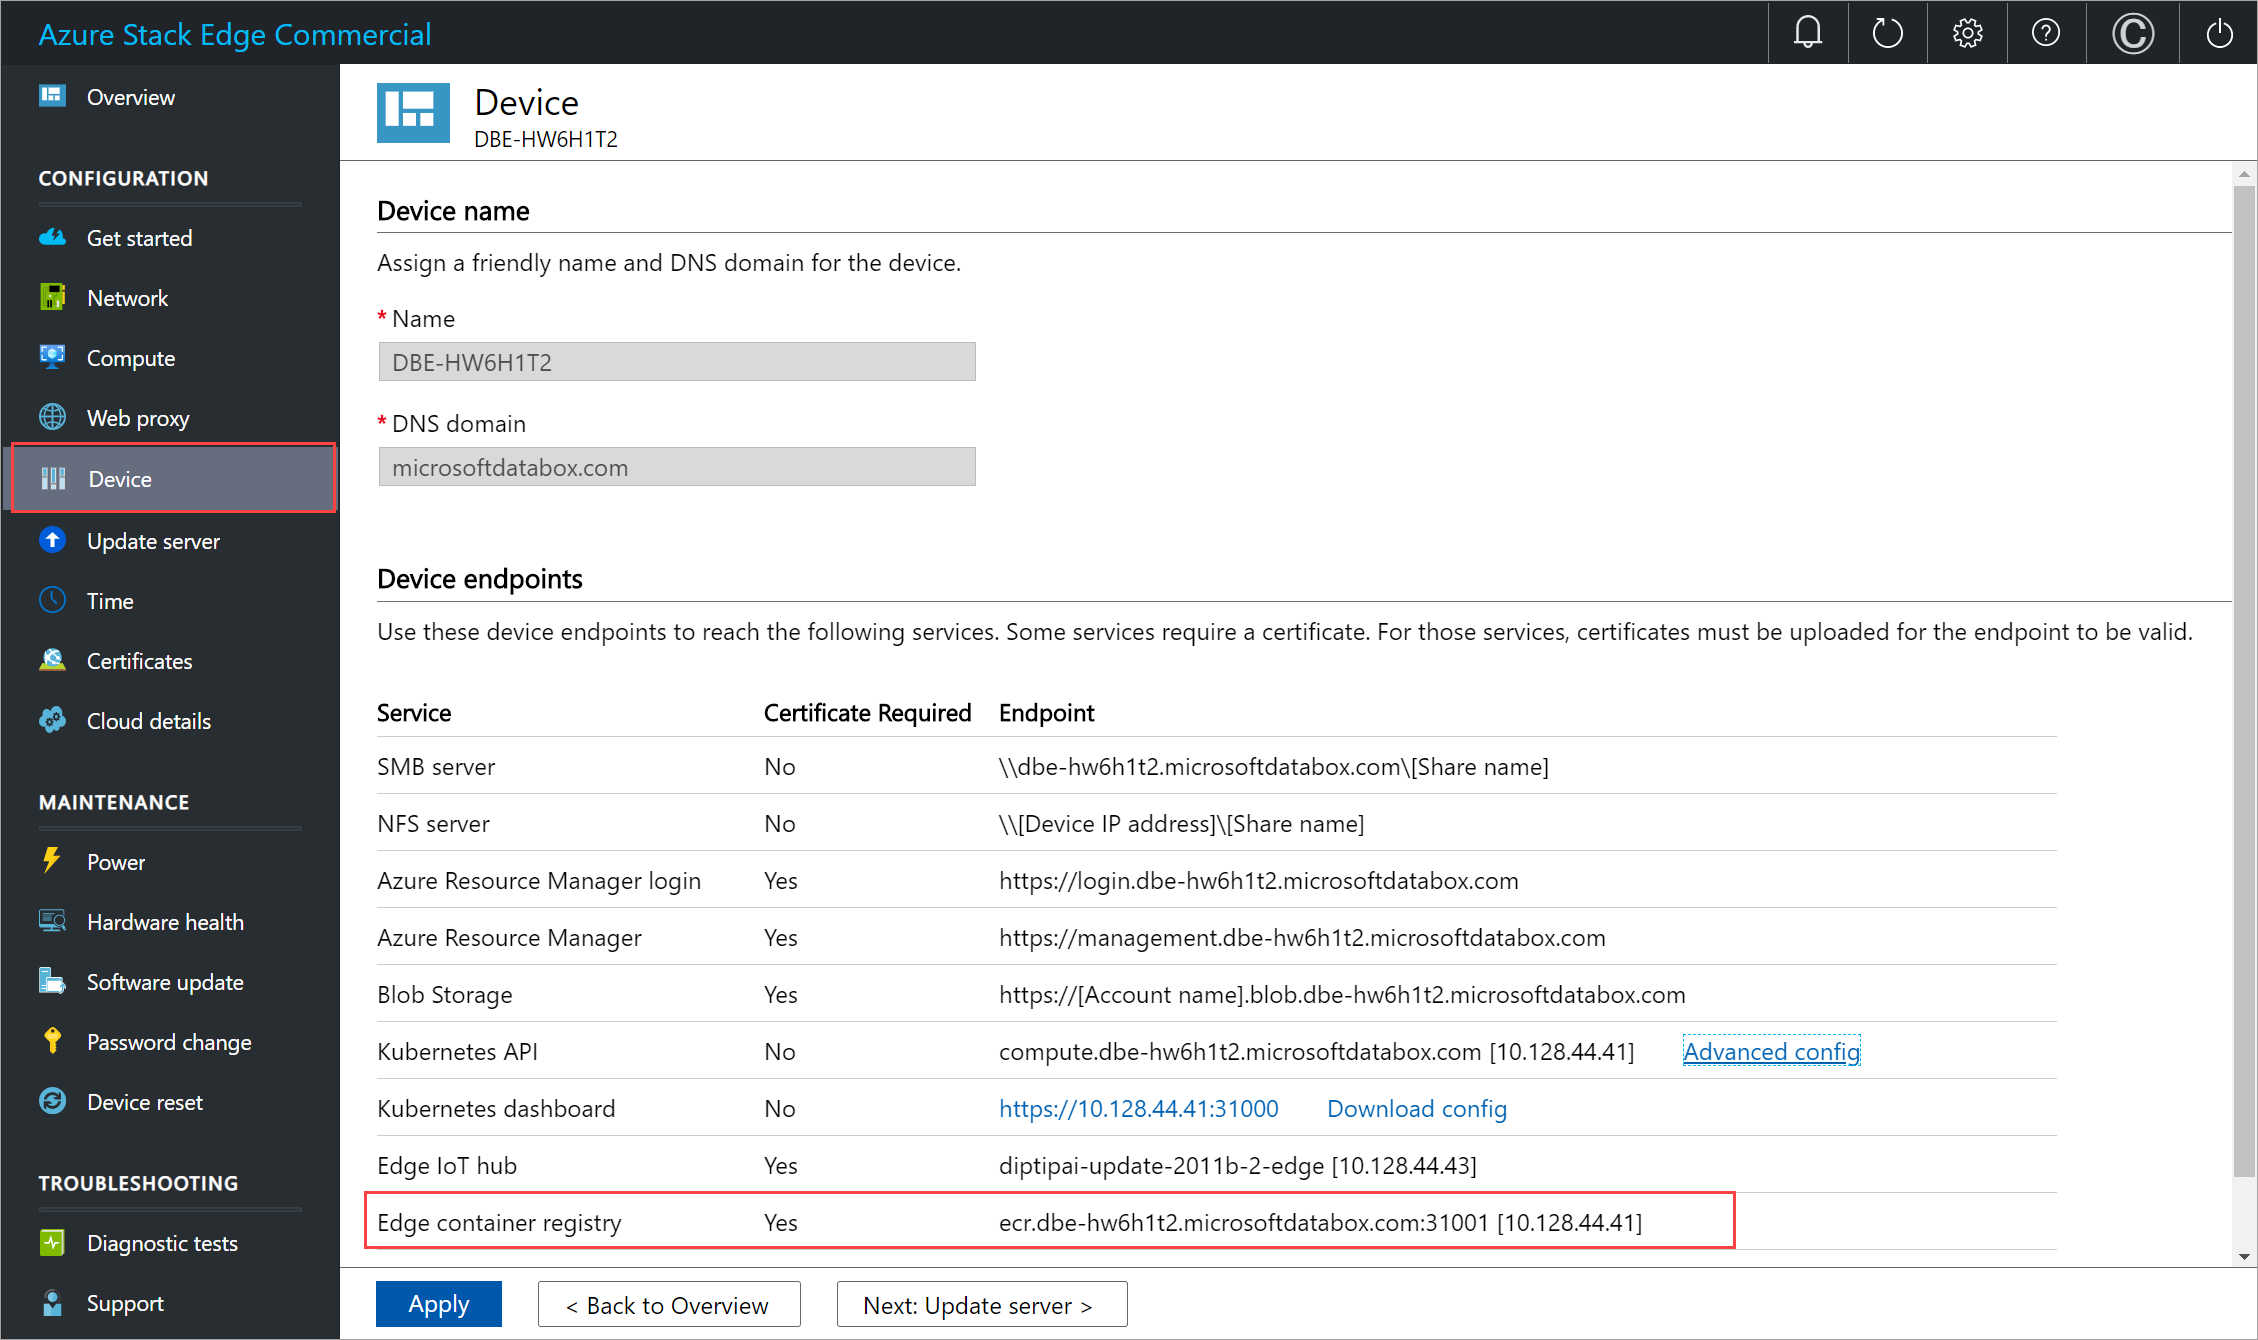 Azure Stack Edge Commercial
Overview
CONFIGURATION
Get started
Network
Compute
Web proxy
Device
Update server
Time
Certificates
Cloud details
MAINTENANCE
Power
Hardware health
Software update
Password change
Device reset
TROUBLESHOOTING
Diagnostic tests
Support
Device
DBE-HW6H1T2
Device name
Assign a friendly name and DNS domain for the device.
* Name
DBE-HW6H1T2
* DNS domain
microsoftdatabox.com
Device endpoints
Use these device endpoints to reach the following services. Some services require a certificate. For those services, certificates must be uploaded for the endpoint to be valid.
Service Certificate Required Endpoint
SMB server No \\dbe-hw6h1t2.microsoftdatabox.com\[Share name]
NFS server No \\[Device IP address]\[Share name]
Azure Resource Manager login Yes https://login.dbe-hw6h1t2.microsoftdatabox.com
Azure Resource Manager Yes https://management.dbe-hw6h1t2.microsoftdatabox.com
Blob Storage Yes https://[Account name].blob.dbe-hw6h1t2.microsoftdatabox.com
Kubernetes API No compute.dbe-hw6h1t2.microsoftdatabox.com [10.128.44.41] Advanced config
Kubernetes dashboard No https://10.128.44.41:31000 Download config
Edge IoT hub Yes diptipai-update-2011b-2-edge [10.128.44.43]
Edge container registry Yes ecr.dbe-hw6h1t2.microsoftdatabox.com:31001 [10.128.44.41]
Apply < Back to Overview Next: Update server >